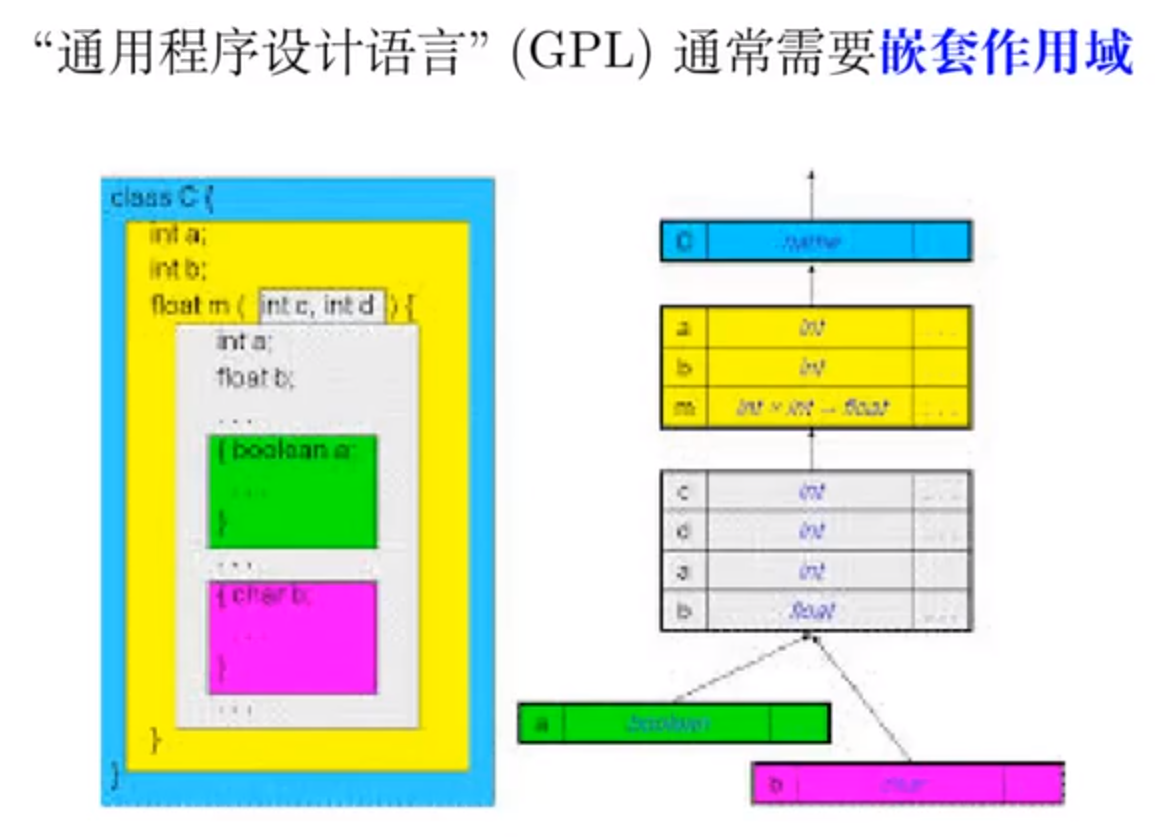 “通用程序设计语言” (GPL) 通常需要嵌套作用域
class C {
int a;
int b;
float m ( int c, int d ) {
int a;
float b;
...
{ boolean a;
...
}
...
{ char b;
...
}
...
}
}
C name
a int ...
b int
m int × int → float ...
c int ...
d int ...
a int ...
b float ...
a boolean
b char